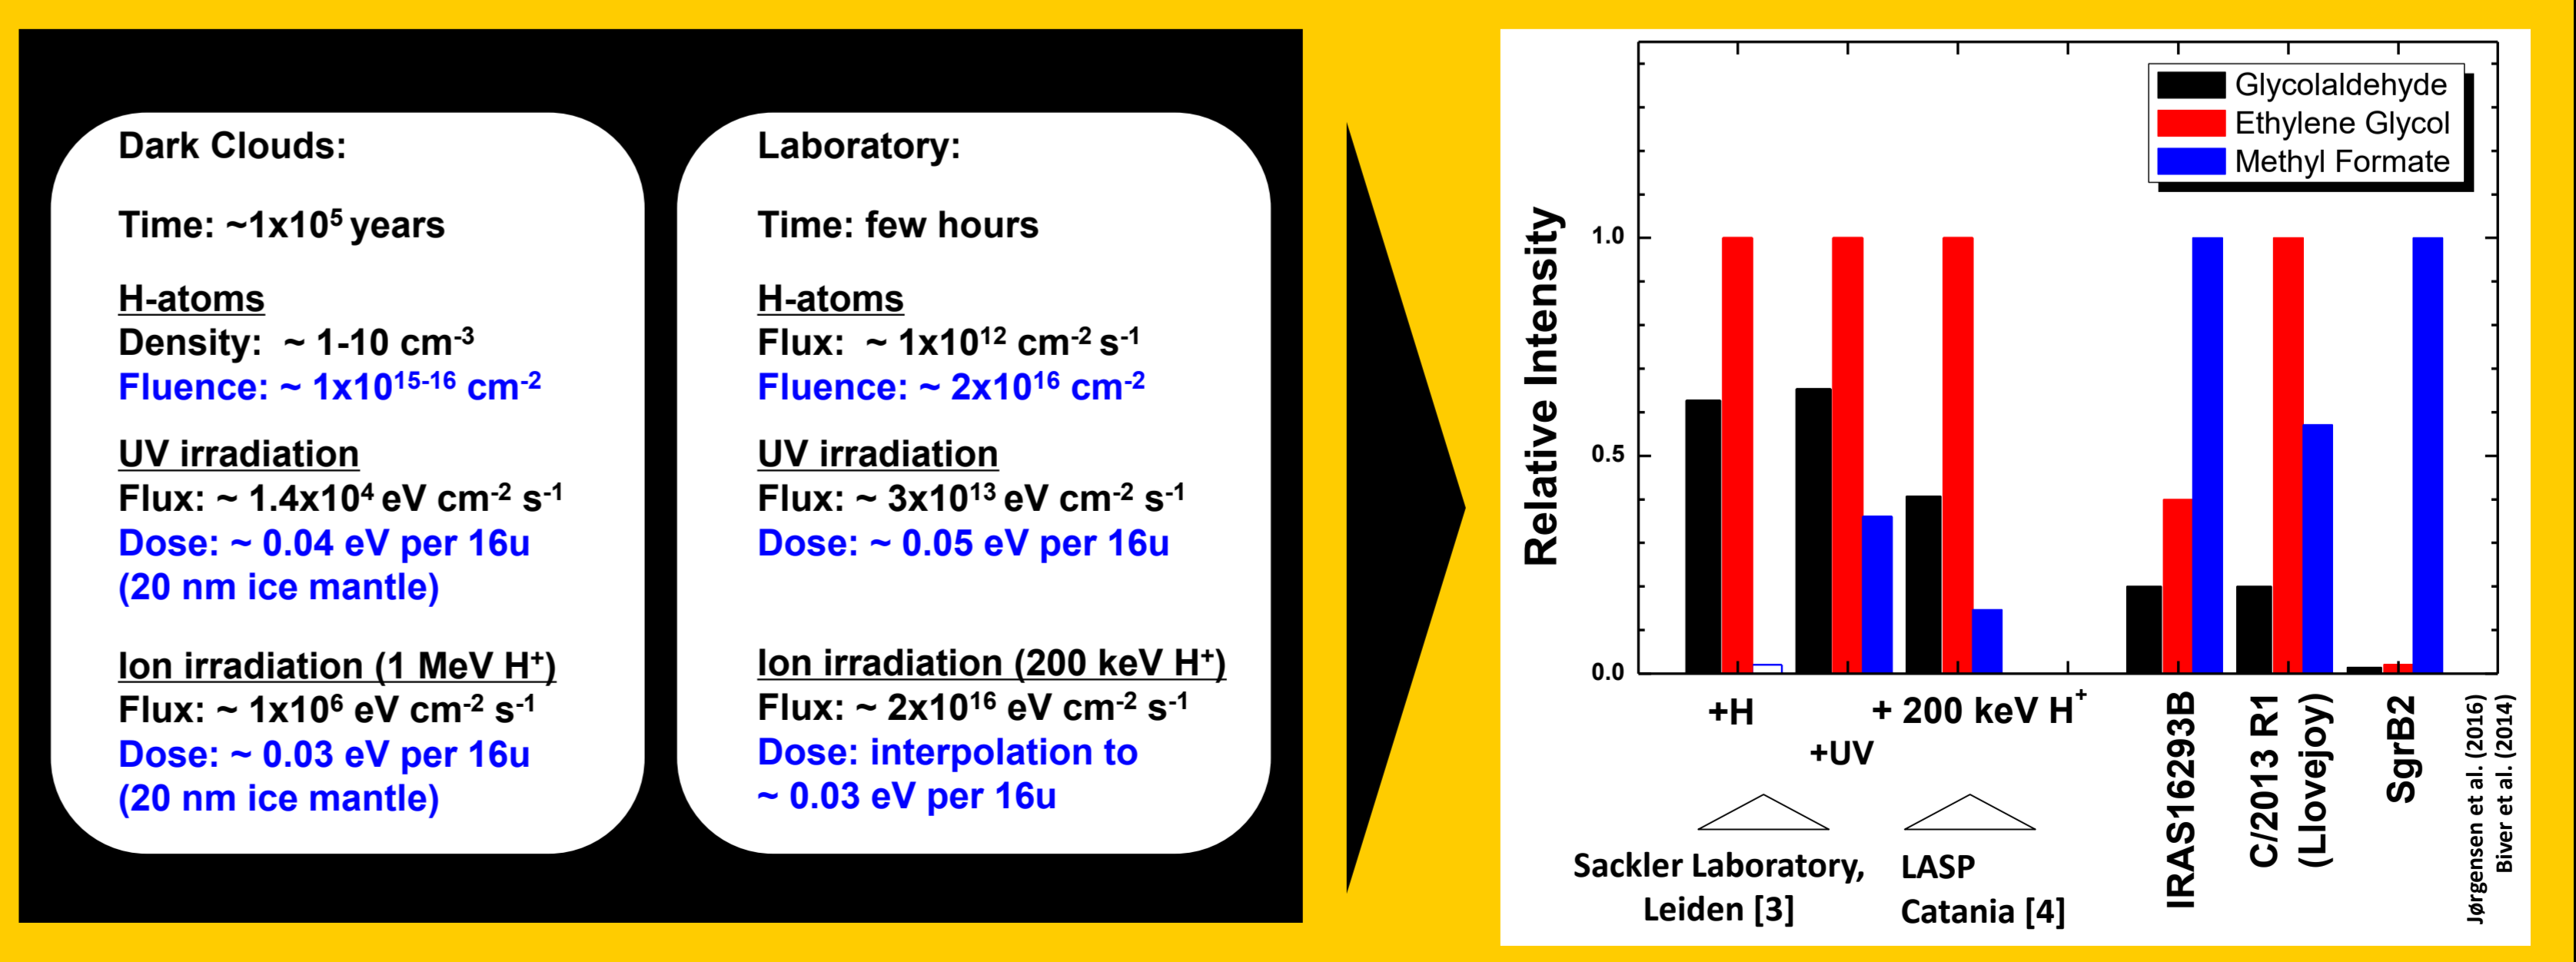 Dark Clouds:
Time: ~1x10⁵ years
H-atoms
Density:  ~ 1-10 cm⁻³
Fluence: ~ 1x10¹⁵⁻¹⁶ cm⁻²
UV irradiation
Flux: ~ 1.4x10⁴ eV cm⁻² s⁻¹
Dose: ~ 0.04 eV per 16u
(20 nm ice mantle)
Ion irradiation (1 MeV H⁺)
Flux: ~ 1x10⁶ eV cm⁻² s⁻¹
Dose: ~ 0.03 eV per 16u
(20 nm ice mantle)
Laboratory:
Time: few hours
H-atoms
Flux:  ~ 1x10¹² cm⁻² s⁻¹
Fluence: ~ 2x10¹⁶ cm⁻²
UV irradiation
Flux: ~ 3x10¹³ eV cm⁻² s⁻¹
Dose: ~ 0.05 eV per 16u
Ion irradiation (200 keV H⁺)
Flux: ~ 2x10¹⁶ eV cm⁻² s⁻¹
Dose: interpolation to
~ 0.03 eV per 16u
Glycolaldehyde
Ethylene Glycol
Methyl Formate
Relative Intensity
1.0
0.5
0.0
+H
+UV
+ 200 keV H⁺
IRAS16293B
C/2013 R1
(Llovejoy)
SgrB2
Jørgensen et al. (2016)
Biver et al. (2014)
Sackler Laboratory,
Leiden [3]
LASP
Catania [4]